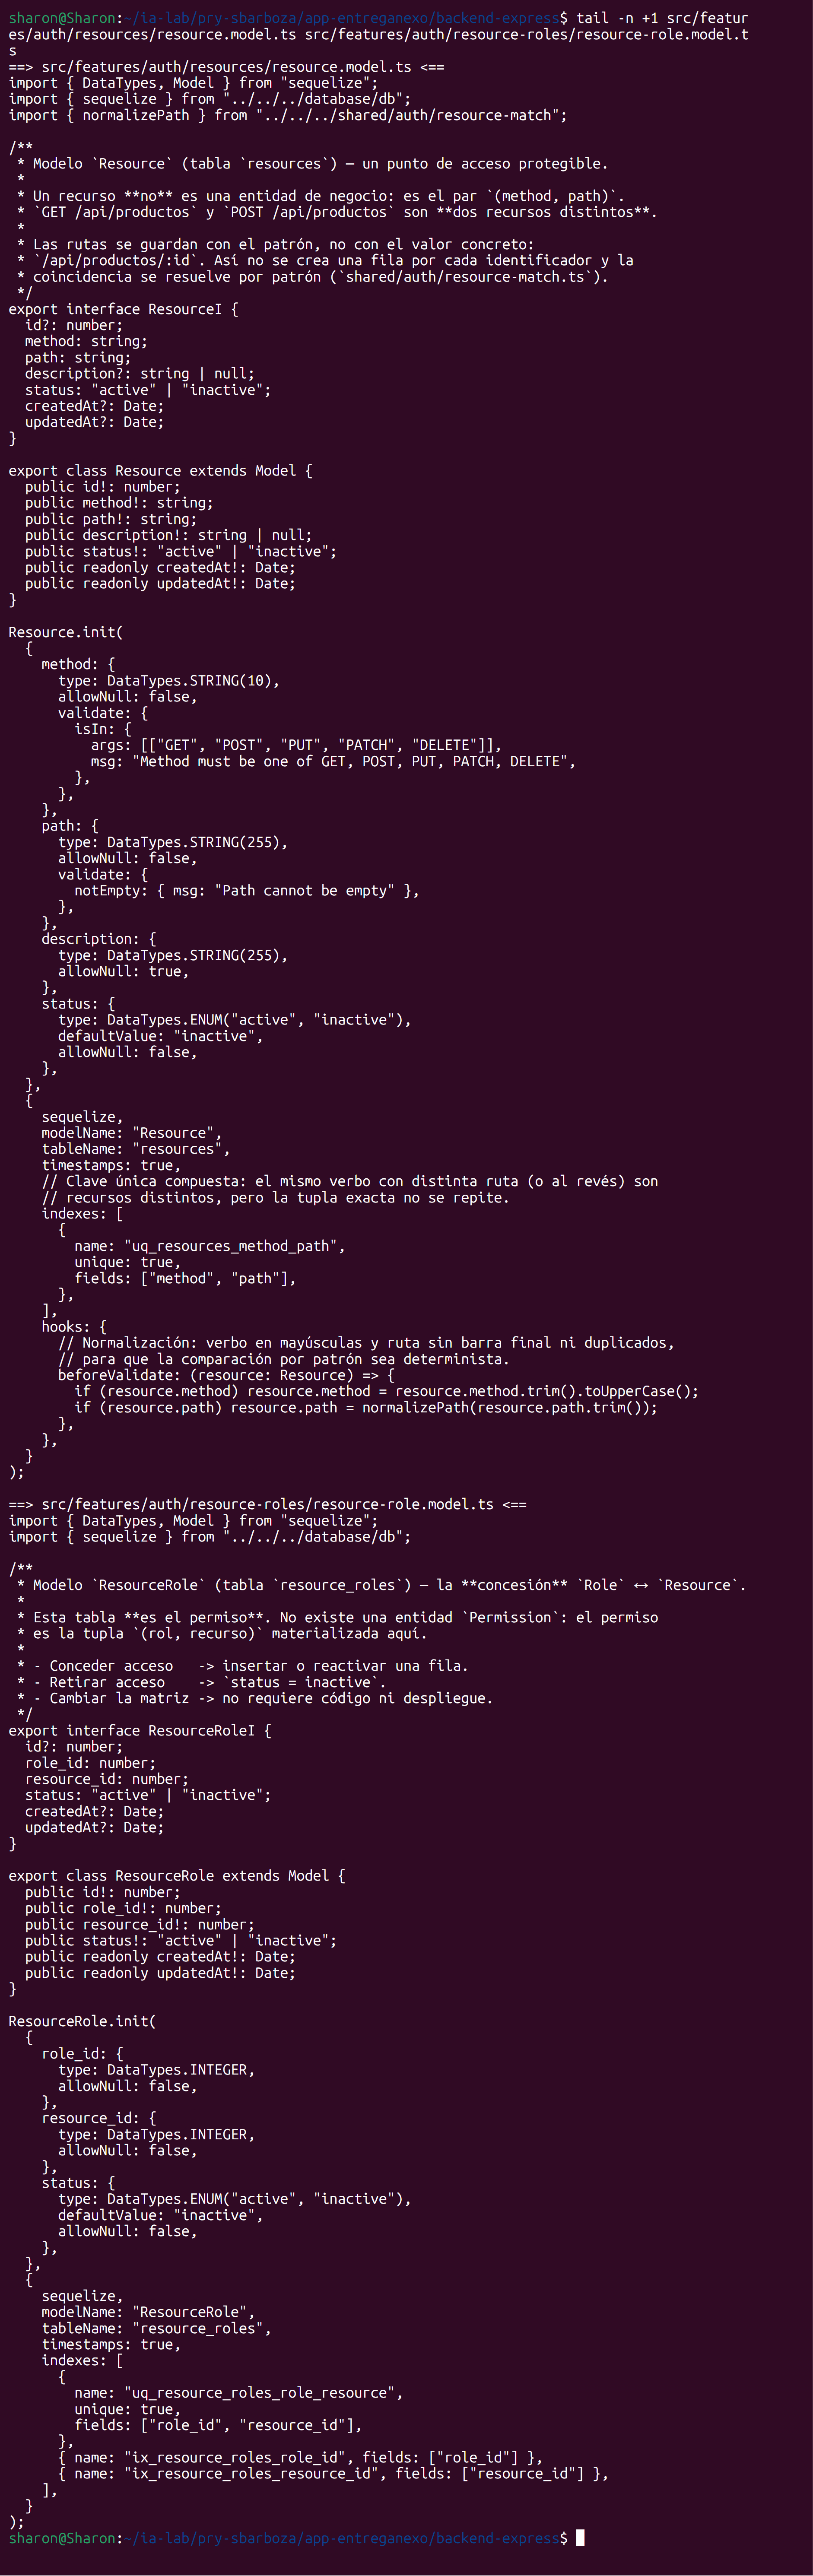 sharon@Sharon:~/ia-lab/pry-sbarboza/app-entreganexo/backend-express$ tail -n +1 src/featur
es/auth/resources/resource.model.ts src/features/auth/resource-roles/resource-role.model.t
s
==> src/features/auth/resources/resource.model.ts <==
import { DataTypes, Model } from "sequelize";
import { sequelize } from "../../../database/db";
import { normalizePath } from "../../../shared/auth/resource-match";

/**
 * Modelo `Resource` (tabla `resources`) — un punto de acceso protegible.
 *
 * Un recurso **no** es una entidad de negocio: es el par `(method, path)`.
 * `GET /api/productos` y `POST /api/productos` son **dos recursos distintos**.
 *
 * Las rutas se guardan con el patrón, no con el valor concreto:
 * `/api/productos/:id`. Así no se crea una fila por cada identificador y la
 * coincidencia se resuelve por patrón (`shared/auth/resource-match.ts`).
 */
export interface ResourceI {
  id?: number;
  method: string;
  path: string;
  description?: string | null;
  status: "active" | "inactive";
  createdAt?: Date;
  updatedAt?: Date;
}

export class Resource extends Model {
  public id!: number;
  public method!: string;
  public path!: string;
  public description!: string | null;
  public status!: "active" | "inactive";
  public readonly createdAt!: Date;
  public readonly updatedAt!: Date;
}

Resource.init(
  {
    method: {
      type: DataTypes.STRING(10),
      allowNull: false,
      validate: {
        isIn: {
          args: [["GET", "POST", "PUT", "PATCH", "DELETE"]],
          msg: "Method must be one of GET, POST, PUT, PATCH, DELETE",
        },
      },
    },
    path: {
      type: DataTypes.STRING(255),
      allowNull: false,
      validate: {
        notEmpty: { msg: "Path cannot be empty" },
      },
    },
    description: {
      type: DataTypes.STRING(255),
      allowNull: true,
    },
    status: {
      type: DataTypes.ENUM("active", "inactive"),
      defaultValue: "inactive",
      allowNull: false,
    },
  },
  {
    sequelize,
    modelName: "Resource",
    tableName: "resources",
    timestamps: true,
    // Clave única compuesta: el mismo verbo con distinta ruta (o al revés) son
    // recursos distintos, pero la tupla exacta no se repite.
    indexes: [
      {
        name: "uq_resources_method_path",
        unique: true,
        fields: ["method", "path"],
      },
    ],
    hooks: {
      // Normalización: verbo en mayúsculas y ruta sin barra final ni duplicados,
      // para que la comparación por patrón sea determinista.
      beforeValidate: (resource: Resource) => {
        if (resource.method) resource.method = resource.method.trim().toUpperCase();
        if (resource.path) resource.path = normalizePath(resource.path.trim());
      },
    },
  }
);

==> src/features/auth/resource-roles/resource-role.model.ts <==
import { DataTypes, Model } from "sequelize";
import { sequelize } from "../../../database/db";

/**
 * Modelo `ResourceRole` (tabla `resource_roles`) — la **concesión** `Role` ↔ `Resource`.
 *
 * Esta tabla **es el permiso**. No existe una entidad `Permission`: el permiso
 * es la tupla `(rol, recurso)` materializada aquí.
 *
 * - Conceder acceso   -> insertar o reactivar una fila.
 * - Retirar acceso    -> `status = inactive`.
 * - Cambiar la matriz -> no requiere código ni despliegue.
 */
export interface ResourceRoleI {
  id?: number;
  role_id: number;
  resource_id: number;
  status: "active" | "inactive";
  createdAt?: Date;
  updatedAt?: Date;
}

export class ResourceRole extends Model {
  public id!: number;
  public role_id!: number;
  public resource_id!: number;
  public status!: "active" | "inactive";
  public readonly createdAt!: Date;
  public readonly updatedAt!: Date;
}

ResourceRole.init(
  {
    role_id: {
      type: DataTypes.INTEGER,
      allowNull: false,
    },
    resource_id: {
      type: DataTypes.INTEGER,
      allowNull: false,
    },
    status: {
      type: DataTypes.ENUM("active", "inactive"),
      defaultValue: "inactive",
      allowNull: false,
    },
  },
  {
    sequelize,
    modelName: "ResourceRole",
    tableName: "resource_roles",
    timestamps: true,
    indexes: [
      {
        name: "uq_resource_roles_role_resource",
        unique: true,
        fields: ["role_id", "resource_id"],
      },
      { name: "ix_resource_roles_role_id", fields: ["role_id"] },
      { name: "ix_resource_roles_resource_id", fields: ["resource_id"] },
    ],
  }
);
sharon@Sharon:~/ia-lab/pry-sbarboza/app-entreganexo/backend-express$